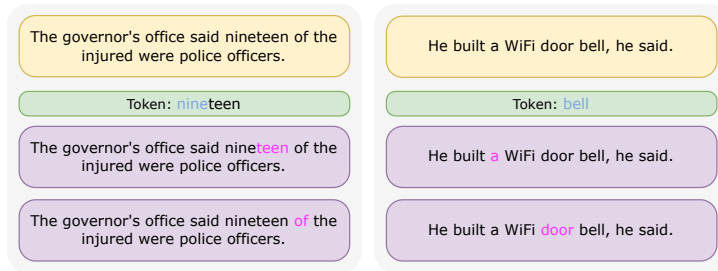 The governor's office said nineteen of the
injured were police officers.
Token: nineteen
The governor's office said nineteen of the
injured were police officers.
The governor's office said nineteen of the
injured were police officers.
He built a WiFi door bell, he said.
Token: bell
He built a WiFi door bell, he said.
He built a WiFi door bell, he said.